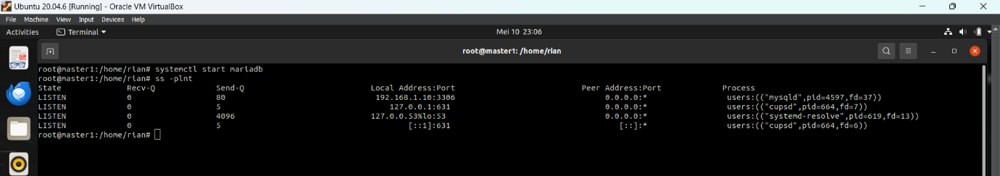 Ubuntu 20.04.6 [Running] - Oracle VM VirtualBox
File Machine View Input Devices Help
Activities Terminal Mei 10 23:06
root@master1: /home/rian
root@master1:/home/rian# systemctl start mariadb
root@master1:/home/rian# ss -plnt
State Recv-Q Send-Q Local Address:Port Peer Address:Port Process
LISTEN 0 80 192.168.1.10:3306 0.0.0.0:* users:(("mysqld",pid=4597,fd=37))
LISTEN 0 5 127.0.0.1:631 0.0.0.0:* users:(("cupsd",pid=664,fd=7))
LISTEN 0 4096 127.0.0.53%lo:53 0.0.0.0:* users:(("systemd-resolve",pid=619,fd=13))
LISTEN 0 5 [::1]:631 [::]:* users:(("cupsd",pid=664,fd=6))
root@master1:/home/rian#